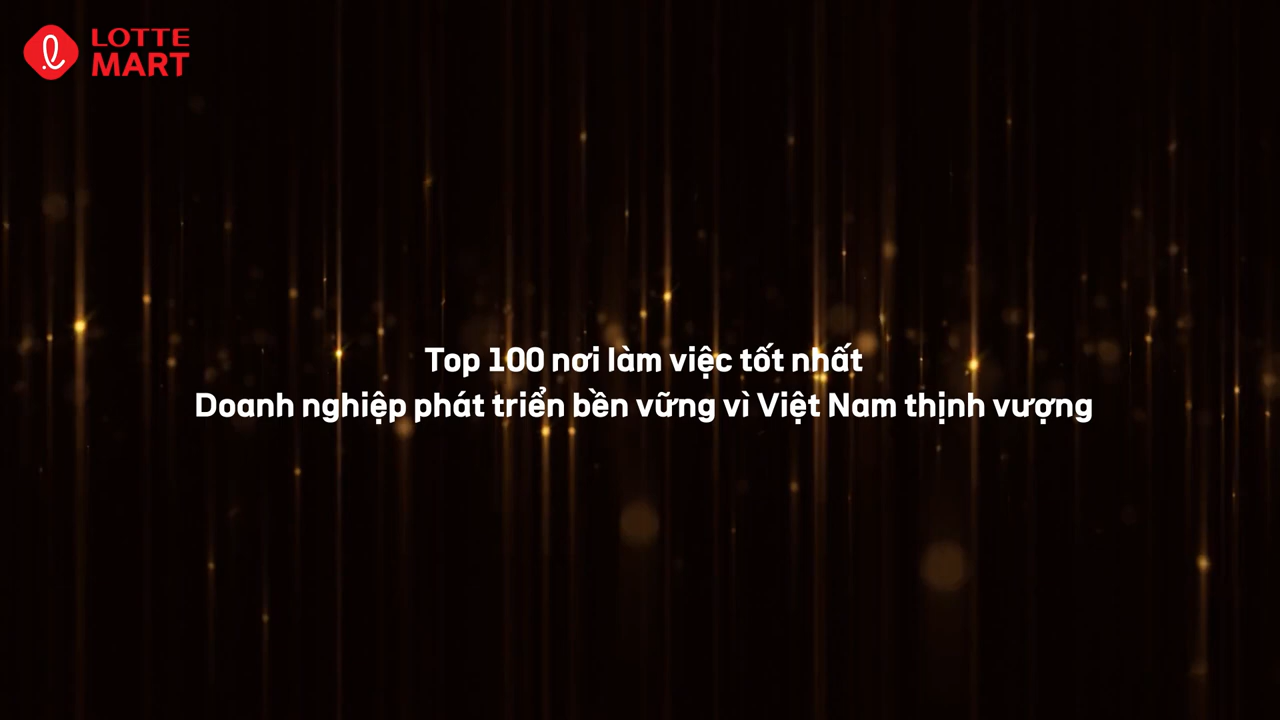 LOTTE
MART
Top 100 nơi làm việc tốt nhất
Doanh nghiệp phát triển bền vững vì Việt Nam thịnh vượng